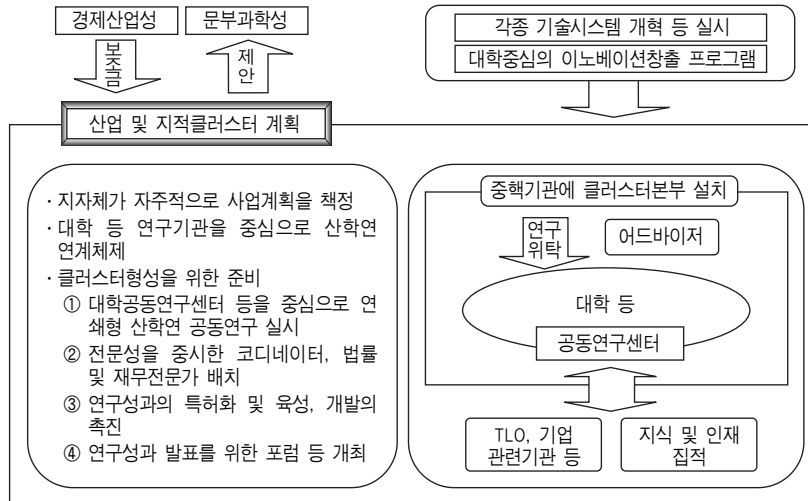 경제산업성
문부과학성
보조금
제안
각종 기술시스템 개혁 등 실시
대학중심의 이노베이션창출 프로그램
산업 및 지적클러스터 계획
· 지자체가 자주적으로 사업계획을 책정
· 대학 등 연구기관을 중심으로 산학연
연계체제
· 클러스터형성을 위한 준비
① 대학공동연구센터 등을 중심으로 연
쇄형 산학연 공동연구 실시
② 전문성을 중시한 코디네이터, 법률
및 재무전문가 배치
③ 연구성과의 특허화 및 육성, 개발의
촉진
④ 연구성과 발표를 위한 포럼 등 개최
중핵기관에 클러스터본부 설치
연구
위탁
어드바이저
대학 등
공동연구센터
TLO, 기업
관련기관 등
지식 및 인재
집적